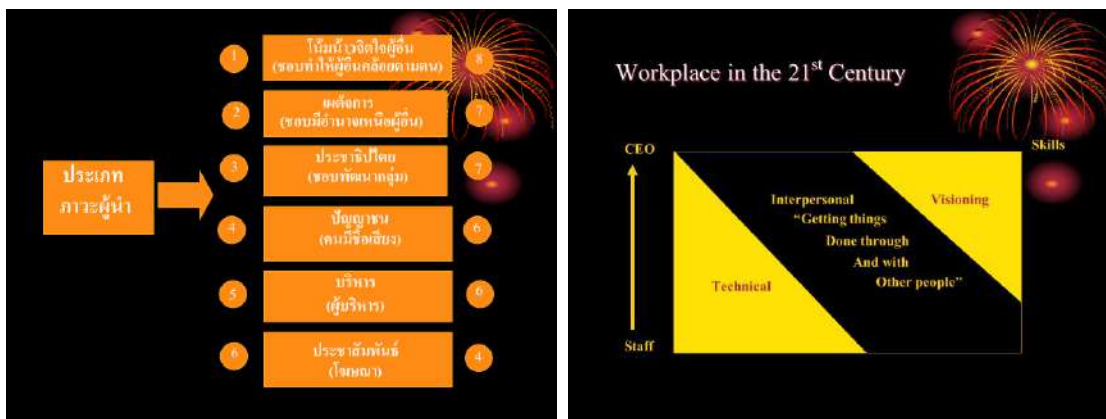 ประเภท
ภาวะผู้นำ
1
โน้มน้าวจิตใจผู้อื่น
(ชอบทำให้ผู้อื่นคล้อยตามตน)
8
2
เผด็จการ
(ชอบมีอำนาจเหนือผู้อื่น)
7
3
ประชาธิปไตย
(ชอบพัฒนากลุ่ม)
7
4
ปัญญาชน
(คนมีชื่อเสียง)
6
5
บริหาร
(ผู้บริหาร)
6
6
ประชาสัมพันธ์
(โฆษณา)
4
Workplace in the 21st Century
Skills
CEO
Interpersonal
“Getting things
Done through
And with
Other people”
Visioning
Technical
Staff